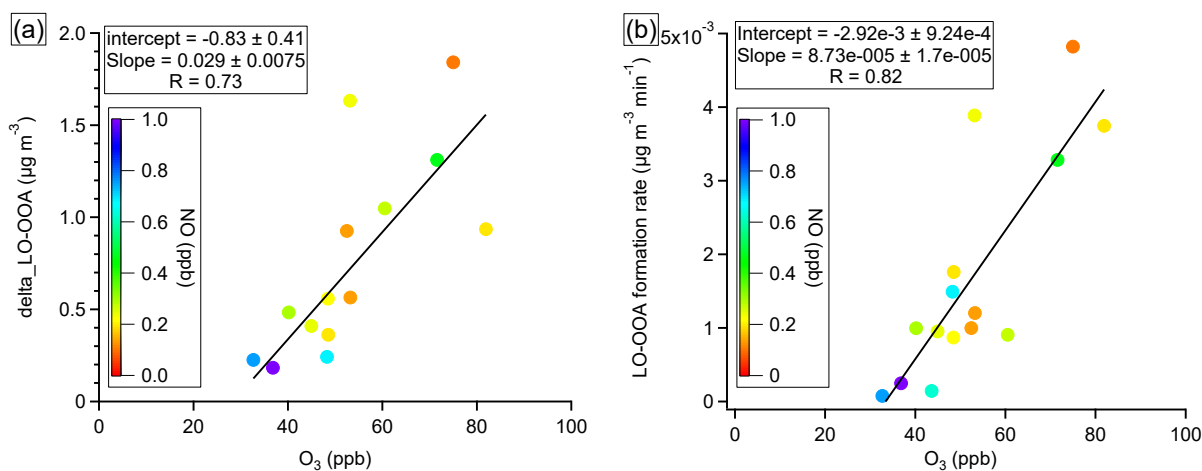 (a)
intercept = -0.83 ± 0.41
Slope = 0.029 ± 0.0075
R = 0.73
2.0
1.5
1.0
0.5
0
delta_LO-OOA (µg m⁻³)
1.0
0.8
0.6
0.4
0.2
0.0
NO (ppb)
0 20 40 60 80 100
O₃ (ppb)
(b)
Intercept = -2.92e-3 ± 9.24e-4
Slope = 8.73e-005 ± 1.7e-005
R = 0.82
5x10⁻³
4
3
2
1
0
LO-OOA formation rate (µg m⁻³ min⁻¹)
1.0
0.8
0.6
0.4
0.2
0.0
NO (ppb)
0 20 40 60 80 100
O₃ (ppb)